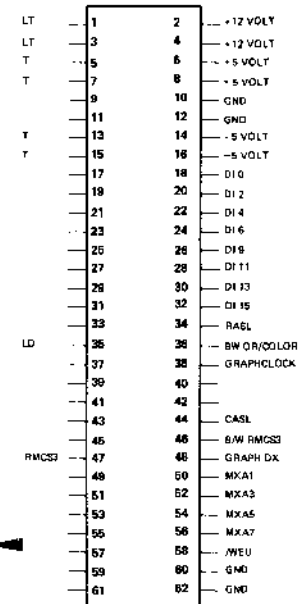 LT 1 2 +12 VOLT
LT 3 4 +12 VOLT
T 5 6 +5 VOLT
T 7 8 +5 VOLT
9 10 GND
11 12 GND
T 13 14 -5 VOLT
T 15 16 -5 VOLT
17 18 DI 0
19 20 DI 2
21 22 DI 4
23 24 DI 6
25 26 DI 9
27 28 DI 11
29 30 DI 13
31 32 DI 15
33 34 RASL
LD 35 36 BW OR/COLOR
37 38 GRAPHCLOCK
39 40
41 42
43 44 CASL
45 46 B/W RMCS3
RMCS3 47 48 GRAPH DX
49 50 MXA1
51 52 MXA3
53 54 MXA5
55 56 MXA7
57 58 /WEU
59 60 GND
61 62 GND